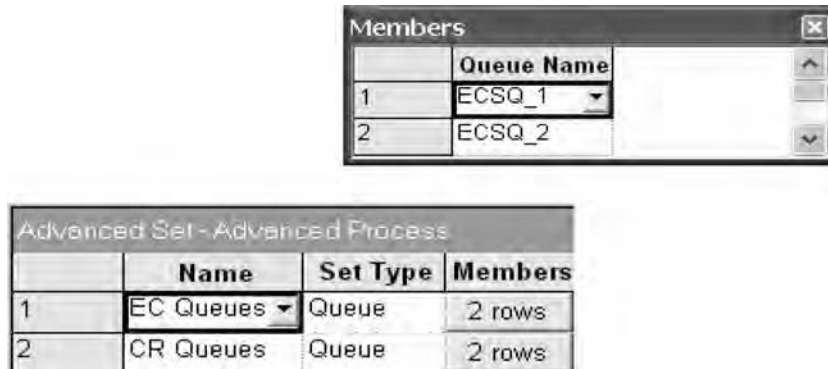 Members
Queue Name
1 ECSQ_1
2 ECSQ_2
Advanced Set - Advanced Process
Name Set Type Members
1 EC Queues Queue 2 rows
2 CR Queues Queue 2 rows